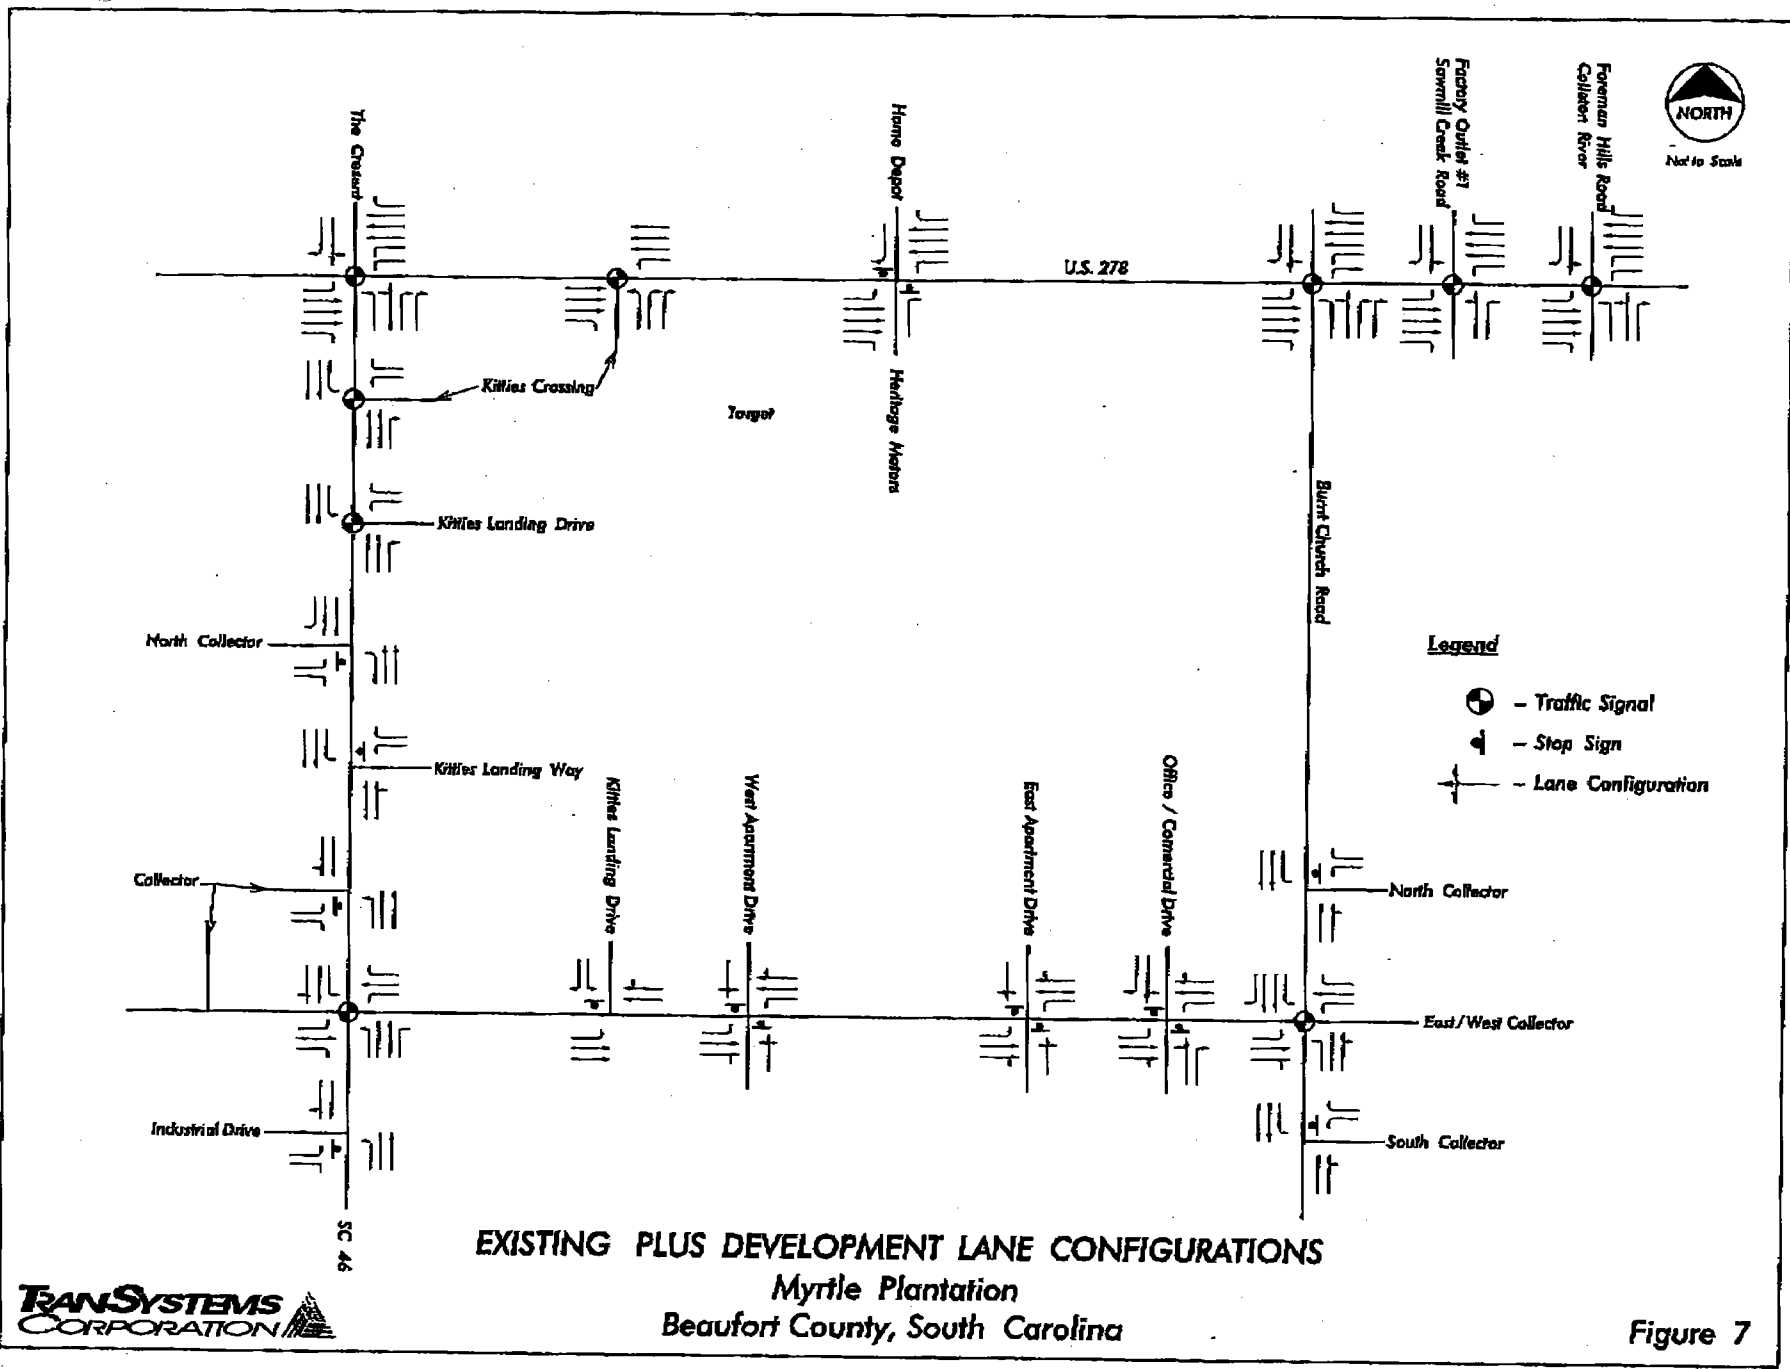 Factory Outlet #1
Sawmill Creek Road
Foreman Hills Road
Colleton River
NORTH
Not to Scale
The Cresent
Home Depot
U.S. 278
Kitties Crossing
Target
Heritage Motors
Burnt Church Road
Kitties Landing Drive
North Collector
Legend
- Traffic Signal
- Stop Sign
- Lane Configuration
Kitties Landing Way
Kitties Landing Drive
West Apartment Drive
East Apartment Drive
Office / Comercial Drive
Collector
North Collector
East/West Collector
Industrial Drive
South Collector
SC 46
EXISTING PLUS DEVELOPMENT LANE CONFIGURATIONS
Myrtle Plantation
Beaufort County, South Carolina
TRANSYSTEMS
CORPORATION
Figure 7